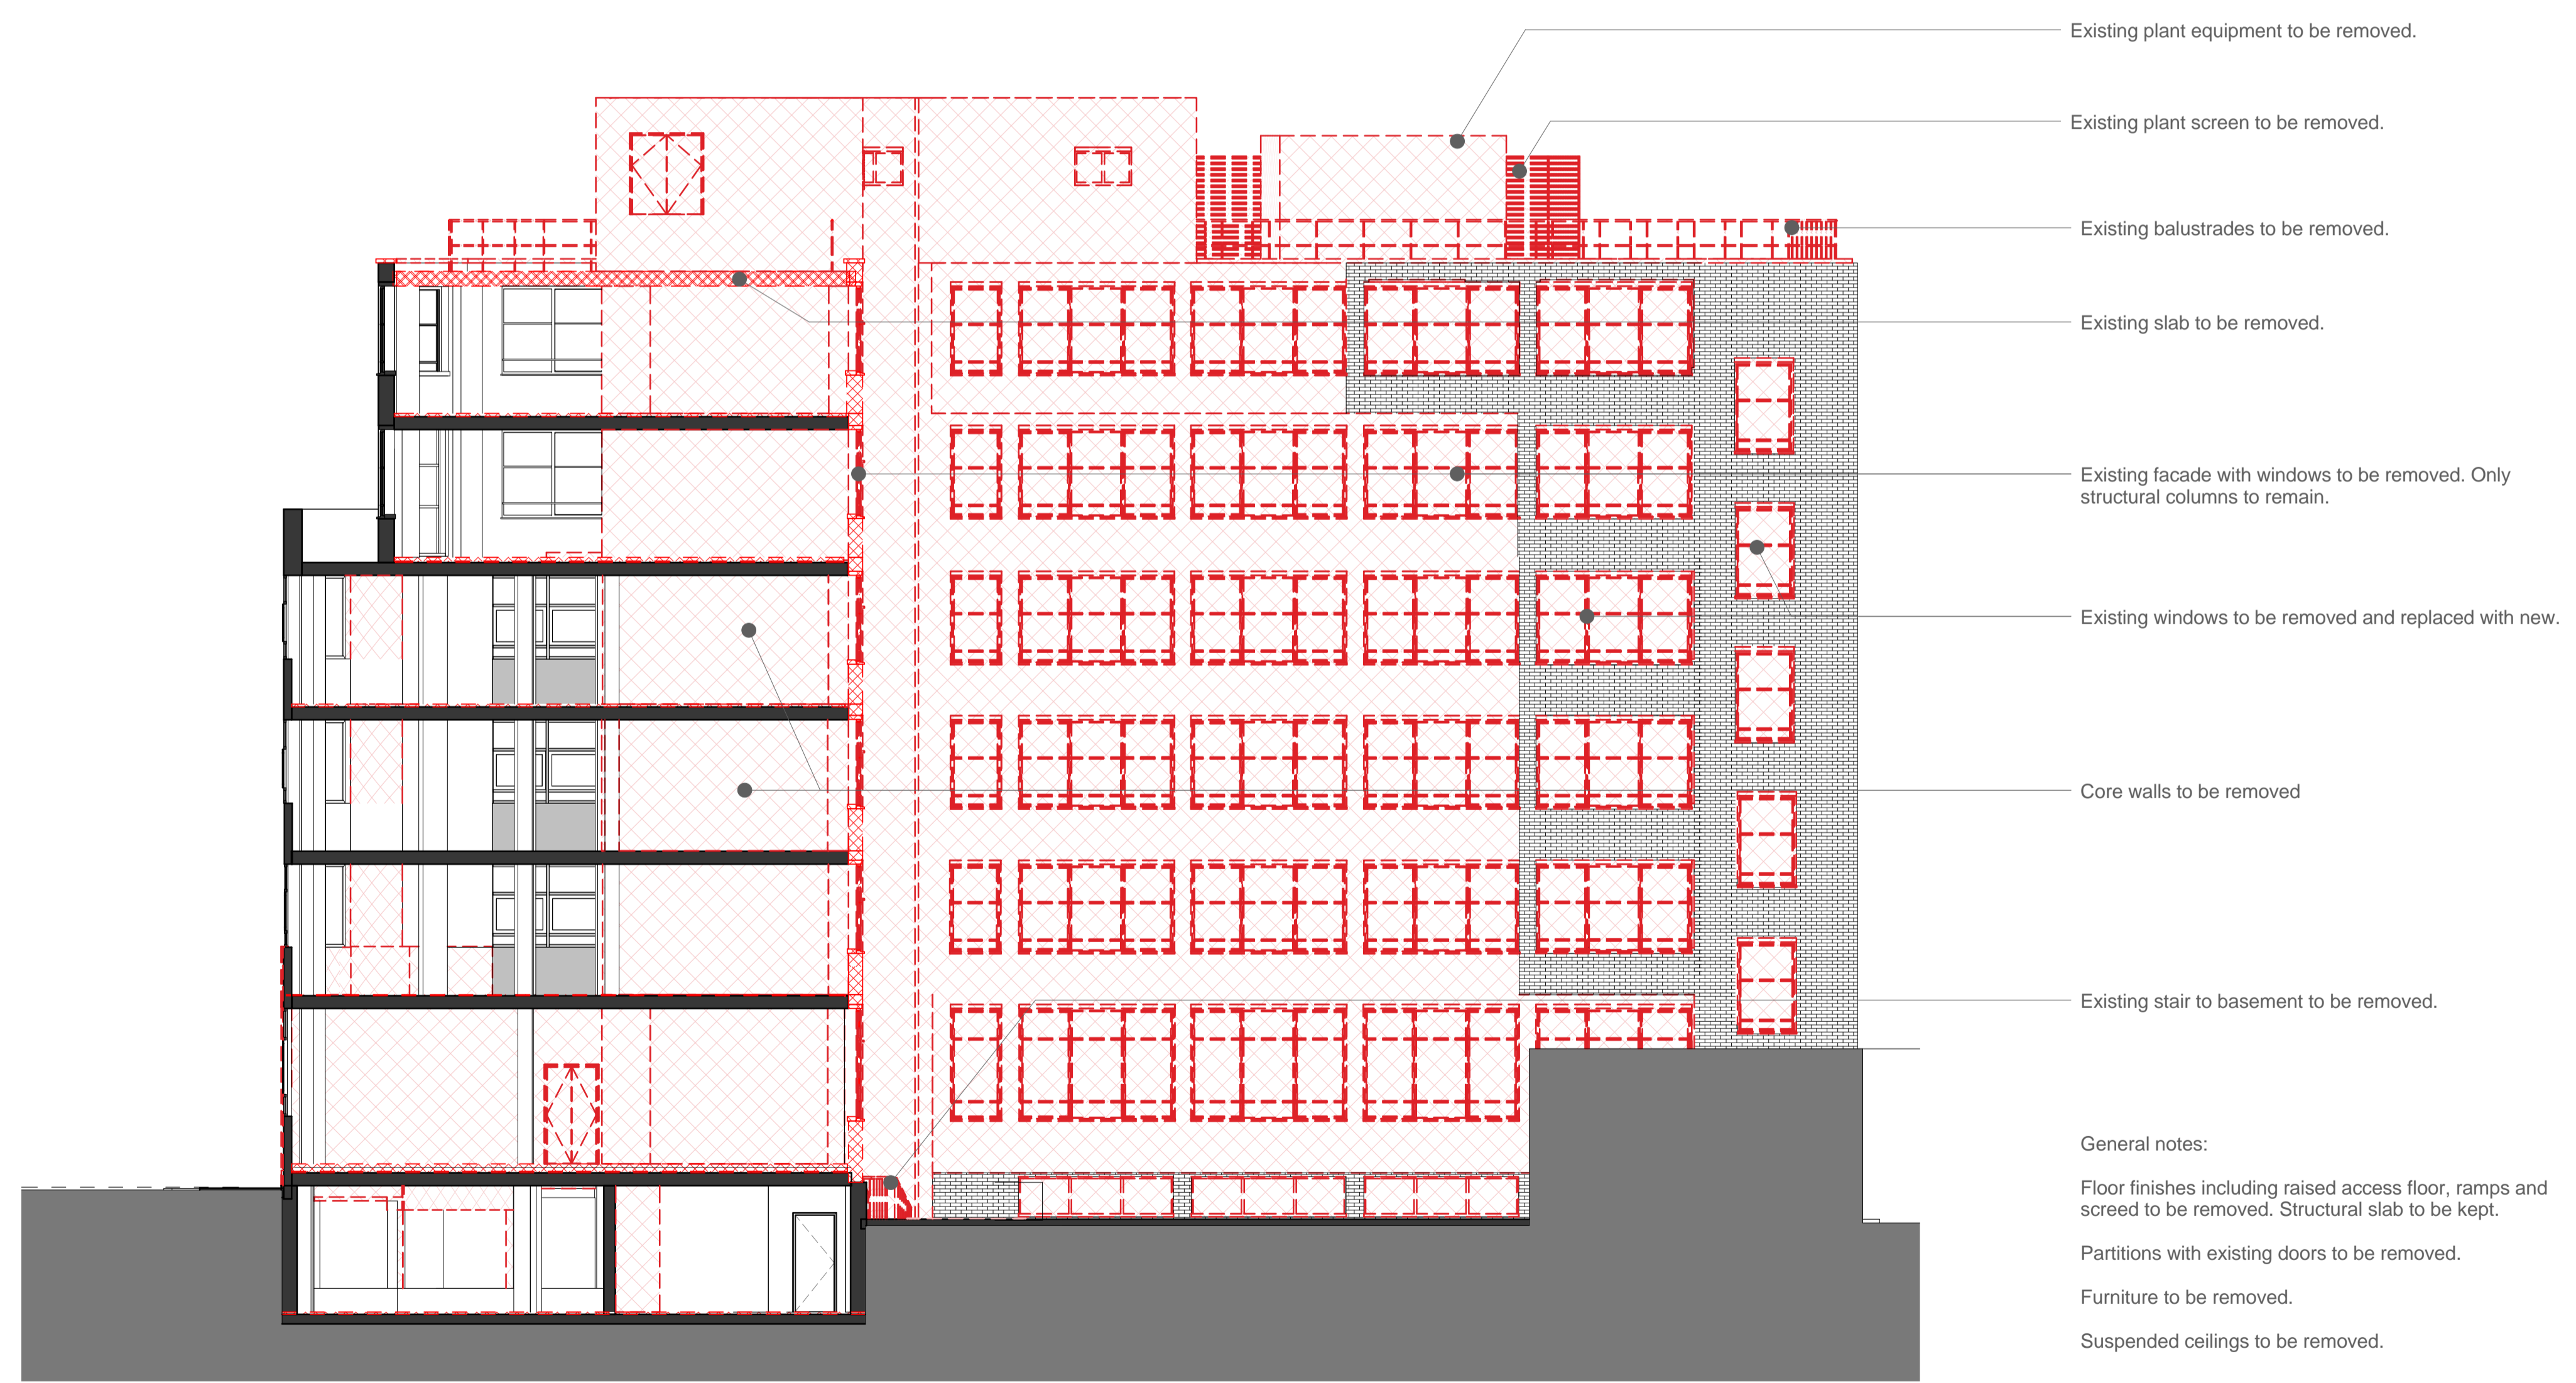 Existing plant equipment to be removed.
Existing plant screen to be removed.
Existing balustrades to be removed.
Existing slab to be removed.
Existing facade with windows to be removed. Only
structural columns to remain.
Existing windows to be removed and replaced with new.
Core walls to be removed
Existing stair to basement to be removed.
General notes:
Floor finishes including raised access floor, ramps and
screed to be removed. Structural slab to be kept.
Partitions with existing doors to be removed.
Furniture to be removed.
Suspended ceilings to be removed.